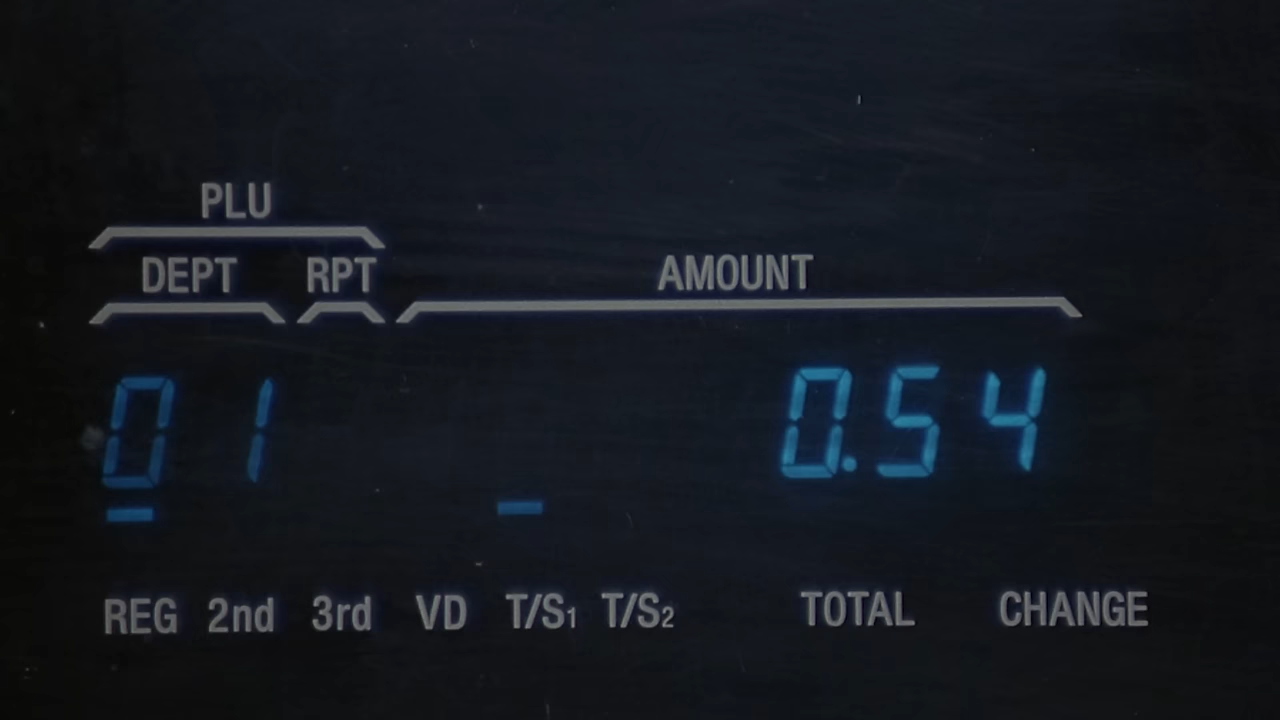 PLU
DEPT RPT AMOUNT
01 0.54
REG 2nd 3rd VD T/S1 T/S2 TOTAL CHANGE